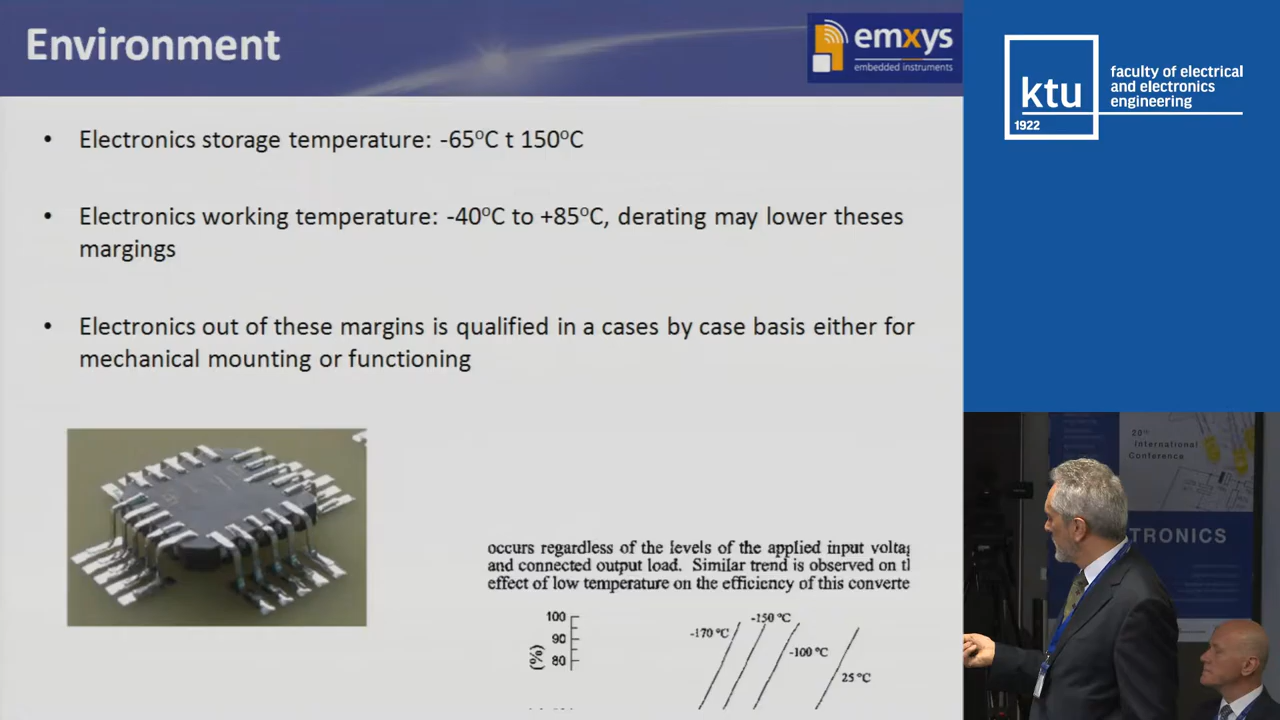 Environment
emxys
embedded instruments
• Electronics storage temperature: -65ºC t 150ºC
• Electronics working temperature: -40ºC to +85ºC, derating may lower theses
margings
• Electronics out of these margins is qualified in a cases by case basis either for
mechanical mounting or functioning
occurs regardless of the levels of the applied input volta
and connected output load. Similar trend is observed on t
effect of low temperature on the efficiency of this converte
100
90
80
(%)
-170 ºC
-150 ºC
-100 ºC
25 ºC
ktu
1922
faculty of electrical
and electronics
engineering
20th
International
Conference
TRONICS